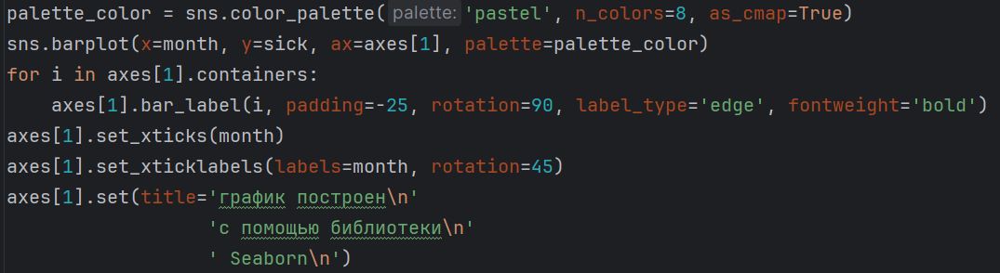 palette_color = sns.color_palette( palette: 'pastel', n_colors=8, as_cmap=True)
sns.barplot(x=month, y=sick, ax=axes[1], palette=palette_color)
for i in axes[1].containers:
    axes[1].bar_label(i, padding=-25, rotation=90, label_type='edge', fontweight='bold')
axes[1].set_xticks(month)
axes[1].set_xticklabels(labels=month, rotation=45)
axes[1].set(title='график построен\n'
                  'с помощью библиотеки\n'
                  ' Seaborn\n')